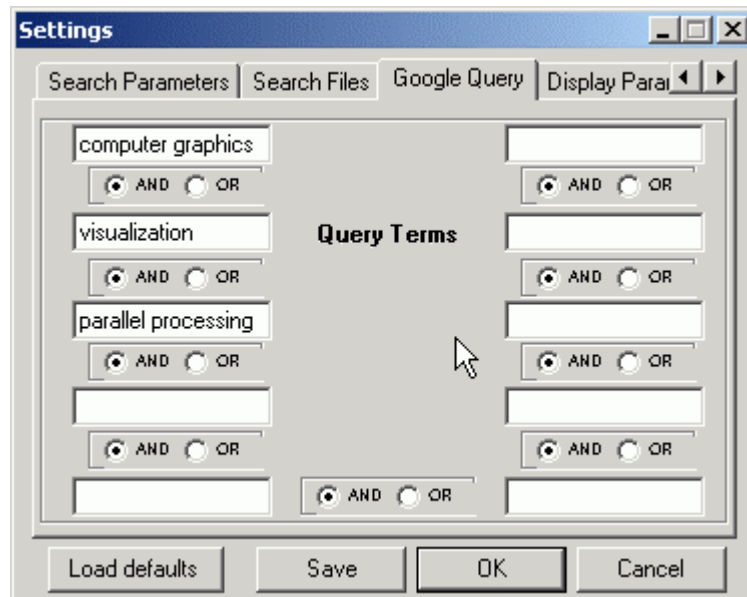 Settings
Search Parameters Search Files Google Query Display Para
computer graphics
AND OR AND OR
visualization Query Terms
AND OR AND OR
parallel processing
AND OR AND OR
AND OR AND OR
AND OR
Load defaults Save OK Cancel